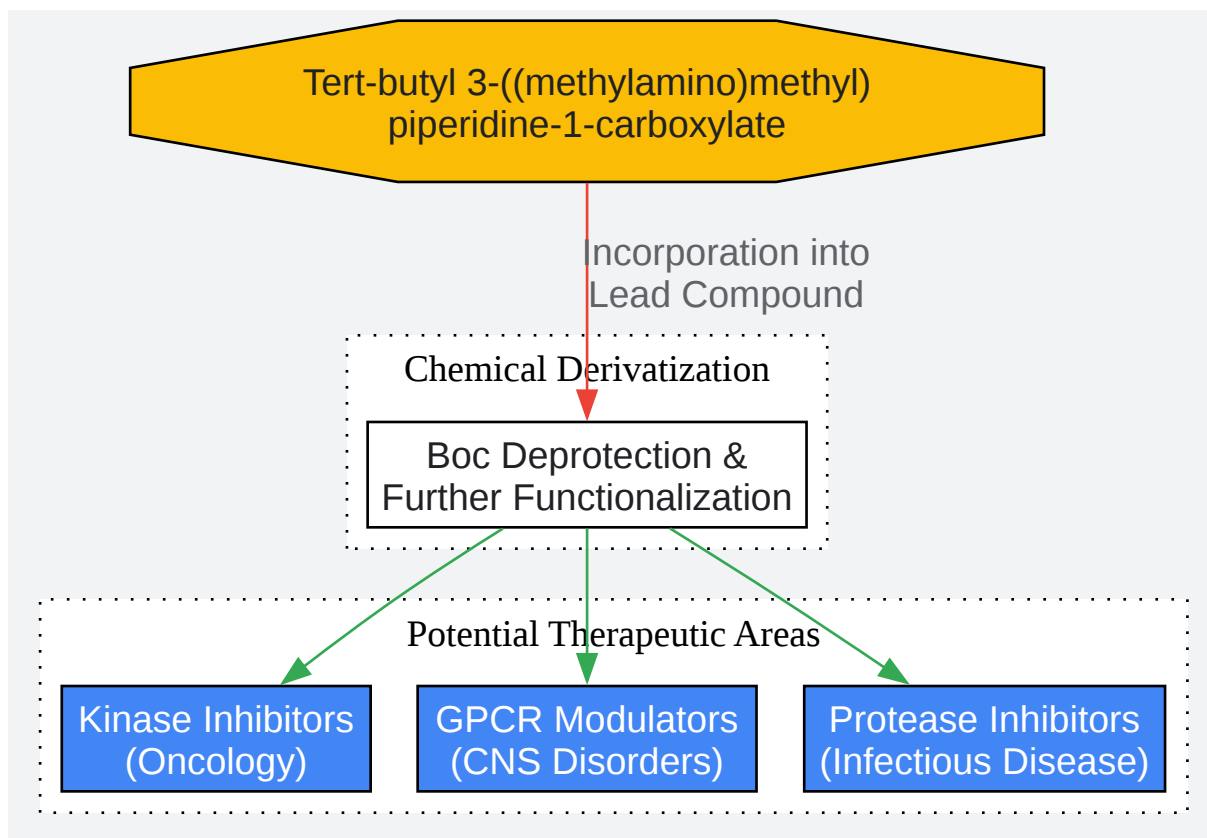 Tert-butyl 3-((methylamino)methyl)
piperidine-1-carboxylate
Incorporation into
Lead Compound
Chemical Derivatization
Boc Deprotection &
Further Functionalization
Potential Therapeutic Areas
Kinase Inhibitors
(Oncology)
GPCR Modulators
(CNS Disorders)
Protease Inhibitors
(Infectious Disease)